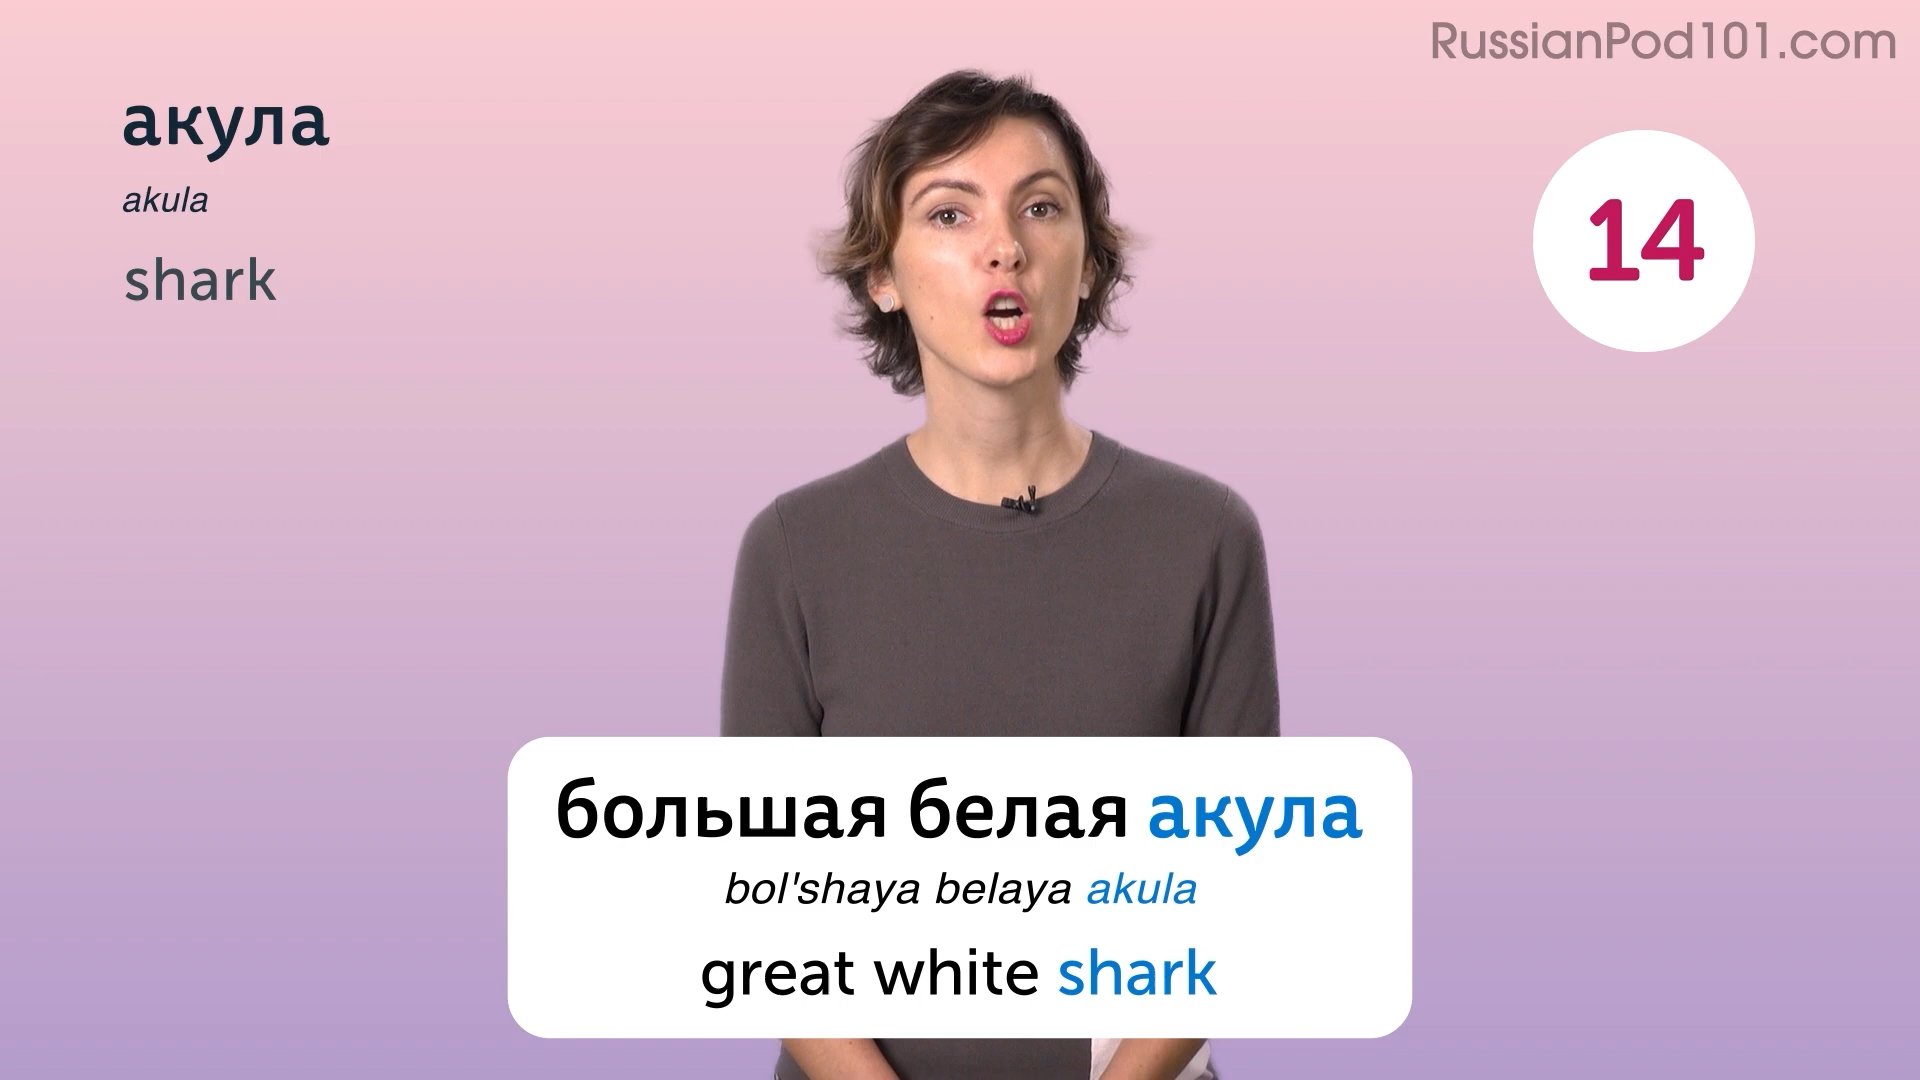 RussianPod101.com
акула
akula
shark
14
большая белая акула
bol'shaya belaya akula
great white shark